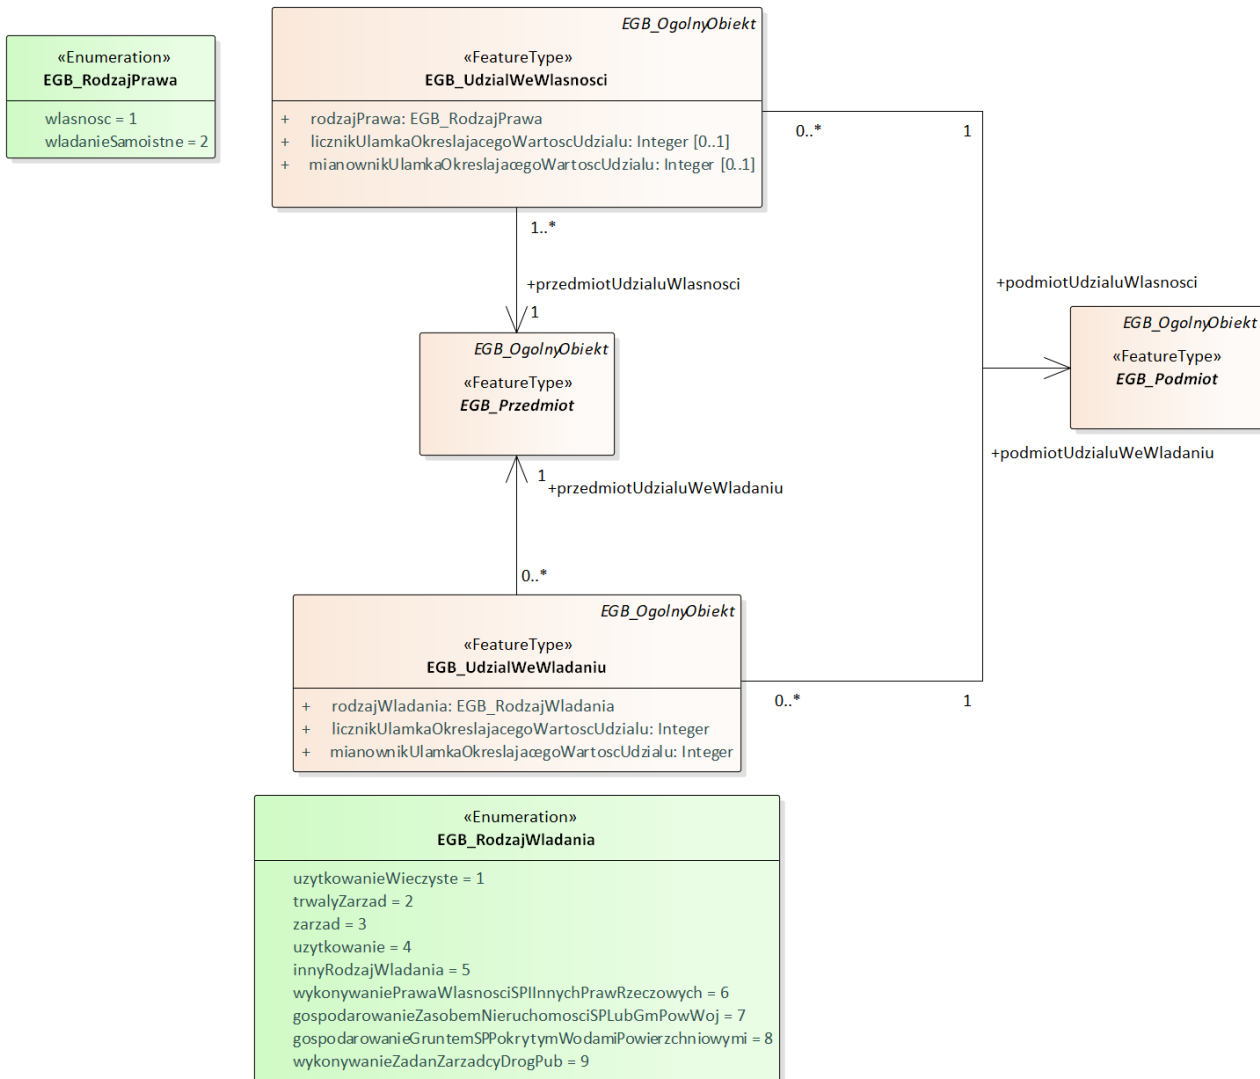 «Enumeration»
EGB_RodzajPrawa
wlasnosc = 1
wladanieSamoistne = 2
EGB_OgolnyObiekt
«FeatureType»
EGB_UdzialWeWlasnosci
+ rodzajPrawa: EGB_RodzajPrawa
+ licznikUlamkaOkreslajacegoWartoscUdzialu: Integer [0..1]
+ mianownikUlamkaOkreslajacegoWartoscUdzialu: Integer [0..1]
0..*
1
1..*
+przedmiotUdzialuWlasnosci
1
+podmiotUdzialuWlasnosci
EGB_OgolnyObiekt
«FeatureType»
EGB_Przedmiot
EGB_OgolnyObiekt
«FeatureType»
EGB_Podmiot
+podmiotUdzialuWeWladaniu
1
+przedmiotUdzialuWeWladaniu
0..*
EGB_OgolnyObiekt
«FeatureType»
EGB_UdzialWeWladaniu
+ rodzajWladania: EGB_RodzajWladania
+ licznikUlamkaOkreslajacegoWartoscUdzialu: Integer
+ mianownikUlamkaOkreslajacegoWartoscUdzialu: Integer
0..*
1
«Enumeration»
EGB_RodzajWladania
uzytkowanieWieczyste = 1
trwalyZarzad = 2
zarzad = 3
uzytkowanie = 4
innyRodzajWladania = 5
wykonywaniePrawaWlasnosciSPIInnychPrawRzeczowych = 6
gospodarowanieZasobemNieruchomosciSPLubGmPowWoj = 7
gospodarowanieGruntemSPPokrytymWodamiPowierzchniowymi = 8
wykonywanieZadanZarzadcyDrogPub = 9